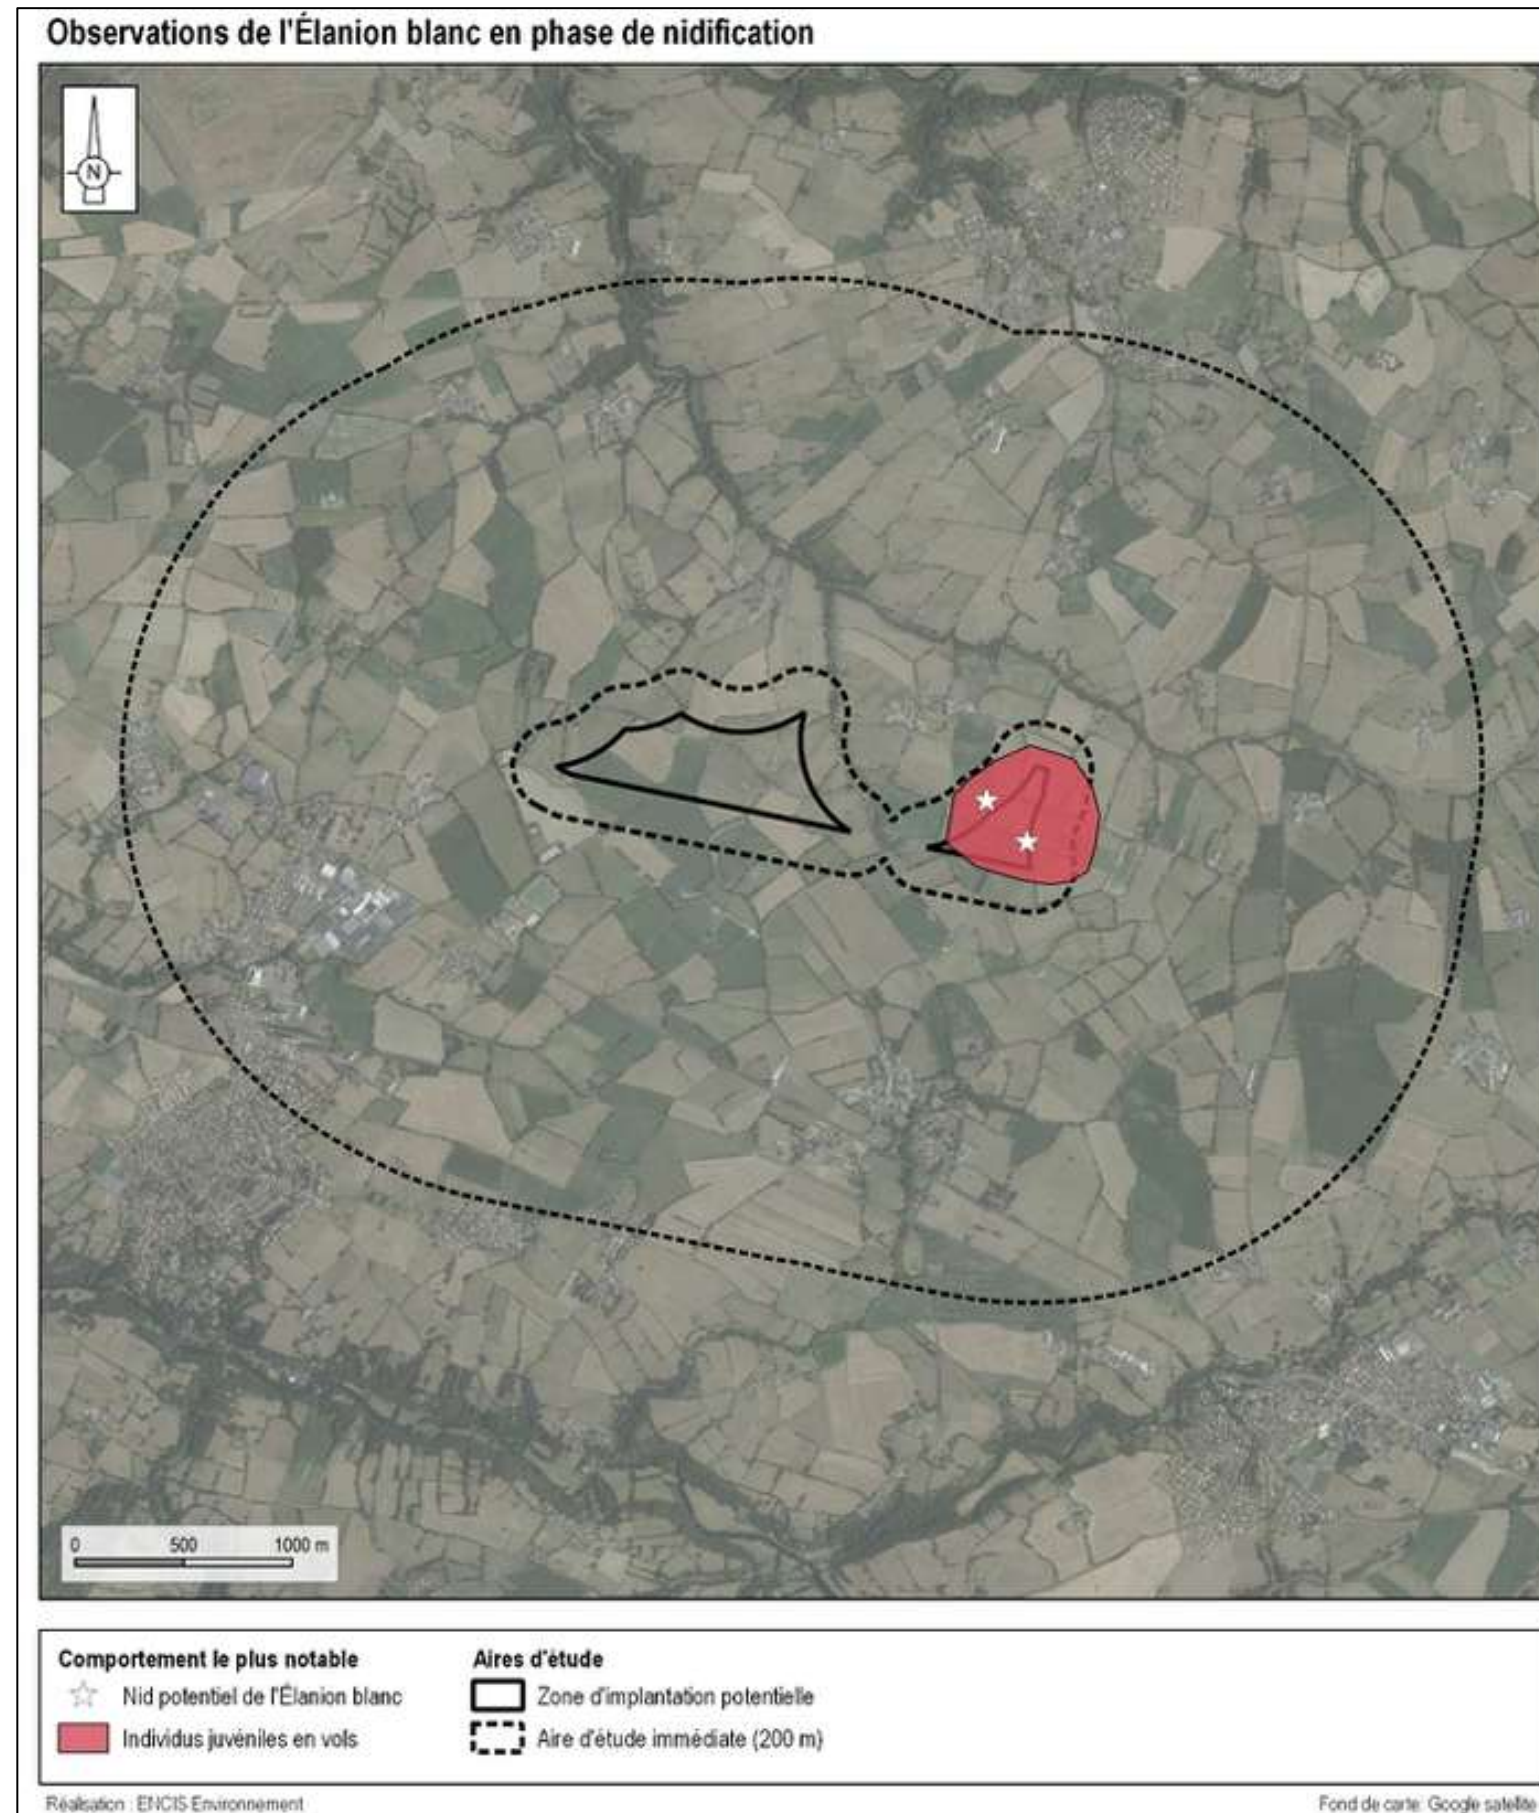 Observations de l'Élanion blanc en phase de nidification
N
0 500 1000 m
Comportement le plus notable
Nid potentiel de l'Élanion blanc
Individus juvéniles en vols
Aires d'étude
Zone d'implantation potentielle
Aire d'étude immédiate (200 m)
Réalisation : ENCIS Environnement
Fond de carte: Google satellite